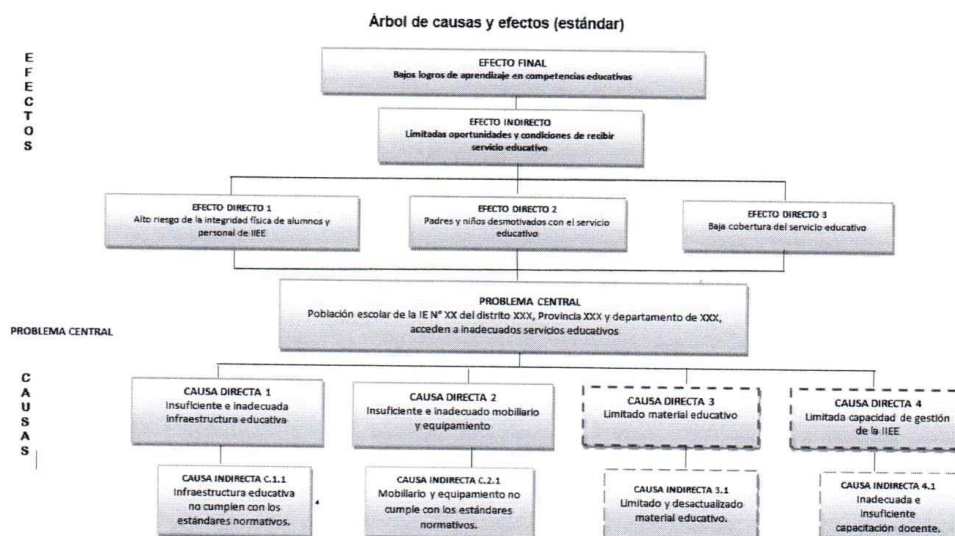 Árbol de causas y efectos (estándar)
EFECTOS
EFECTO FINAL
Bajos logros de aprendizaje en competencias educativas
EFECTO INDIRECTO
Limitadas oportunidades y condiciones de recibir
servicio educativo
EFECTO DIRECTO 1
Alto riesgo de la integridad física de alumnos y
personal de IIEE
EFECTO DIRECTO 2
Padres y niños desmotivados con el servicio
educativo
EFECTO DIRECTO 3
Baja cobertura del servicio educativo
PROBLEMA CENTRAL
PROBLEMA CENTRAL
Población escolar de la IE N° XX del distrito XXX, Provincia XXX y departamento de XXX,
acceden a inadecuados servicios educativos
CAUSAS
CAUSA DIRECTA 1
Insuficiente e inadecuada
infraestructura educativa
CAUSA DIRECTA 2
Insuficiente e inadecuado mobiliario
y equipamiento
CAUSA DIRECTA 3
Limitado material educativo
CAUSA DIRECTA 4
Limitada capacidad de gestión
de la IIEE
CAUSA INDIRECTA C.1.1
Infraestructura educativa
no cumplen con los
estándares normativos.
CAUSA INDIRECTA C.2.1
Mobiliario y equipamiento no
cumple con los estándares
normativos.
CAUSA INDIRECTA 3.1
Limitado y desactualizado
material educativo.
CAUSA INDIRECTA 4.1
Inadecuada e
insuficiente
capacitación docente.